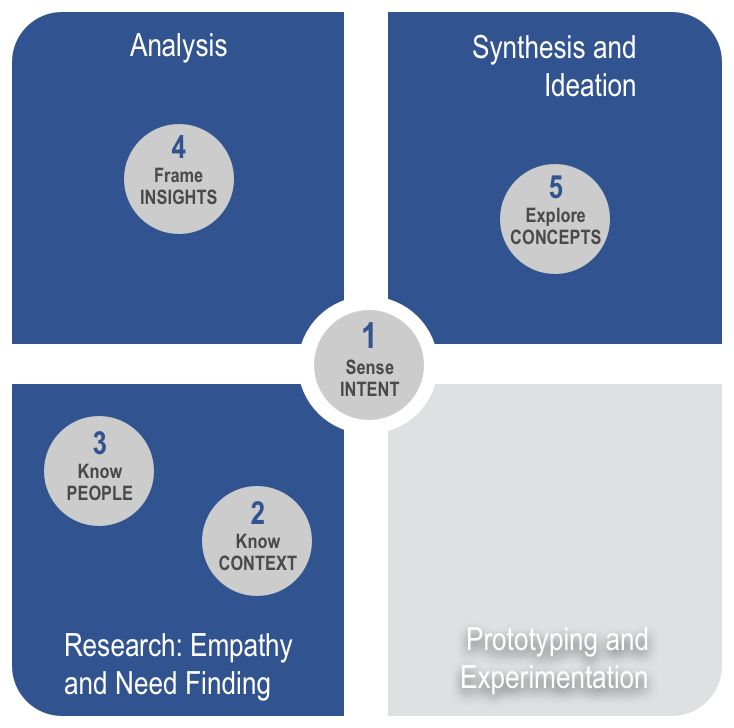 Analysis
4
Frame
INSIGHTS
Synthesis and
Ideation
5
Explore
CONCEPTS
1
Sense
INTENT
3
Know
PEOPLE
2
Know
CONTEXT
Research: Empathy
and Need Finding
Prototyping and
Experimentation